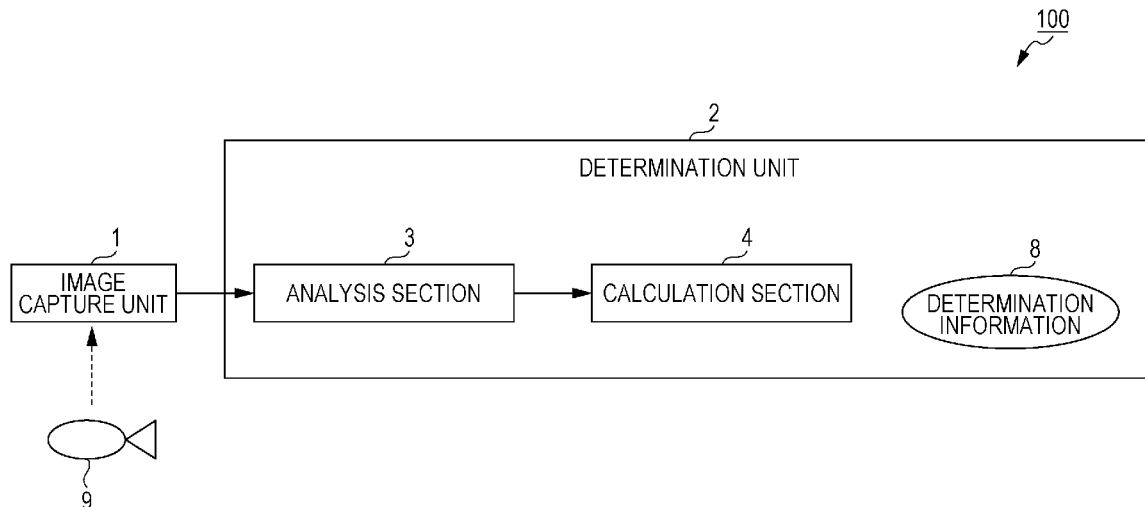 100
2
DETERMINATION UNIT
1
3
4
8
IMAGE
CAPTURE UNIT
ANALYSIS SECTION
CALCULATION SECTION
DETERMINATION
INFORMATION
9